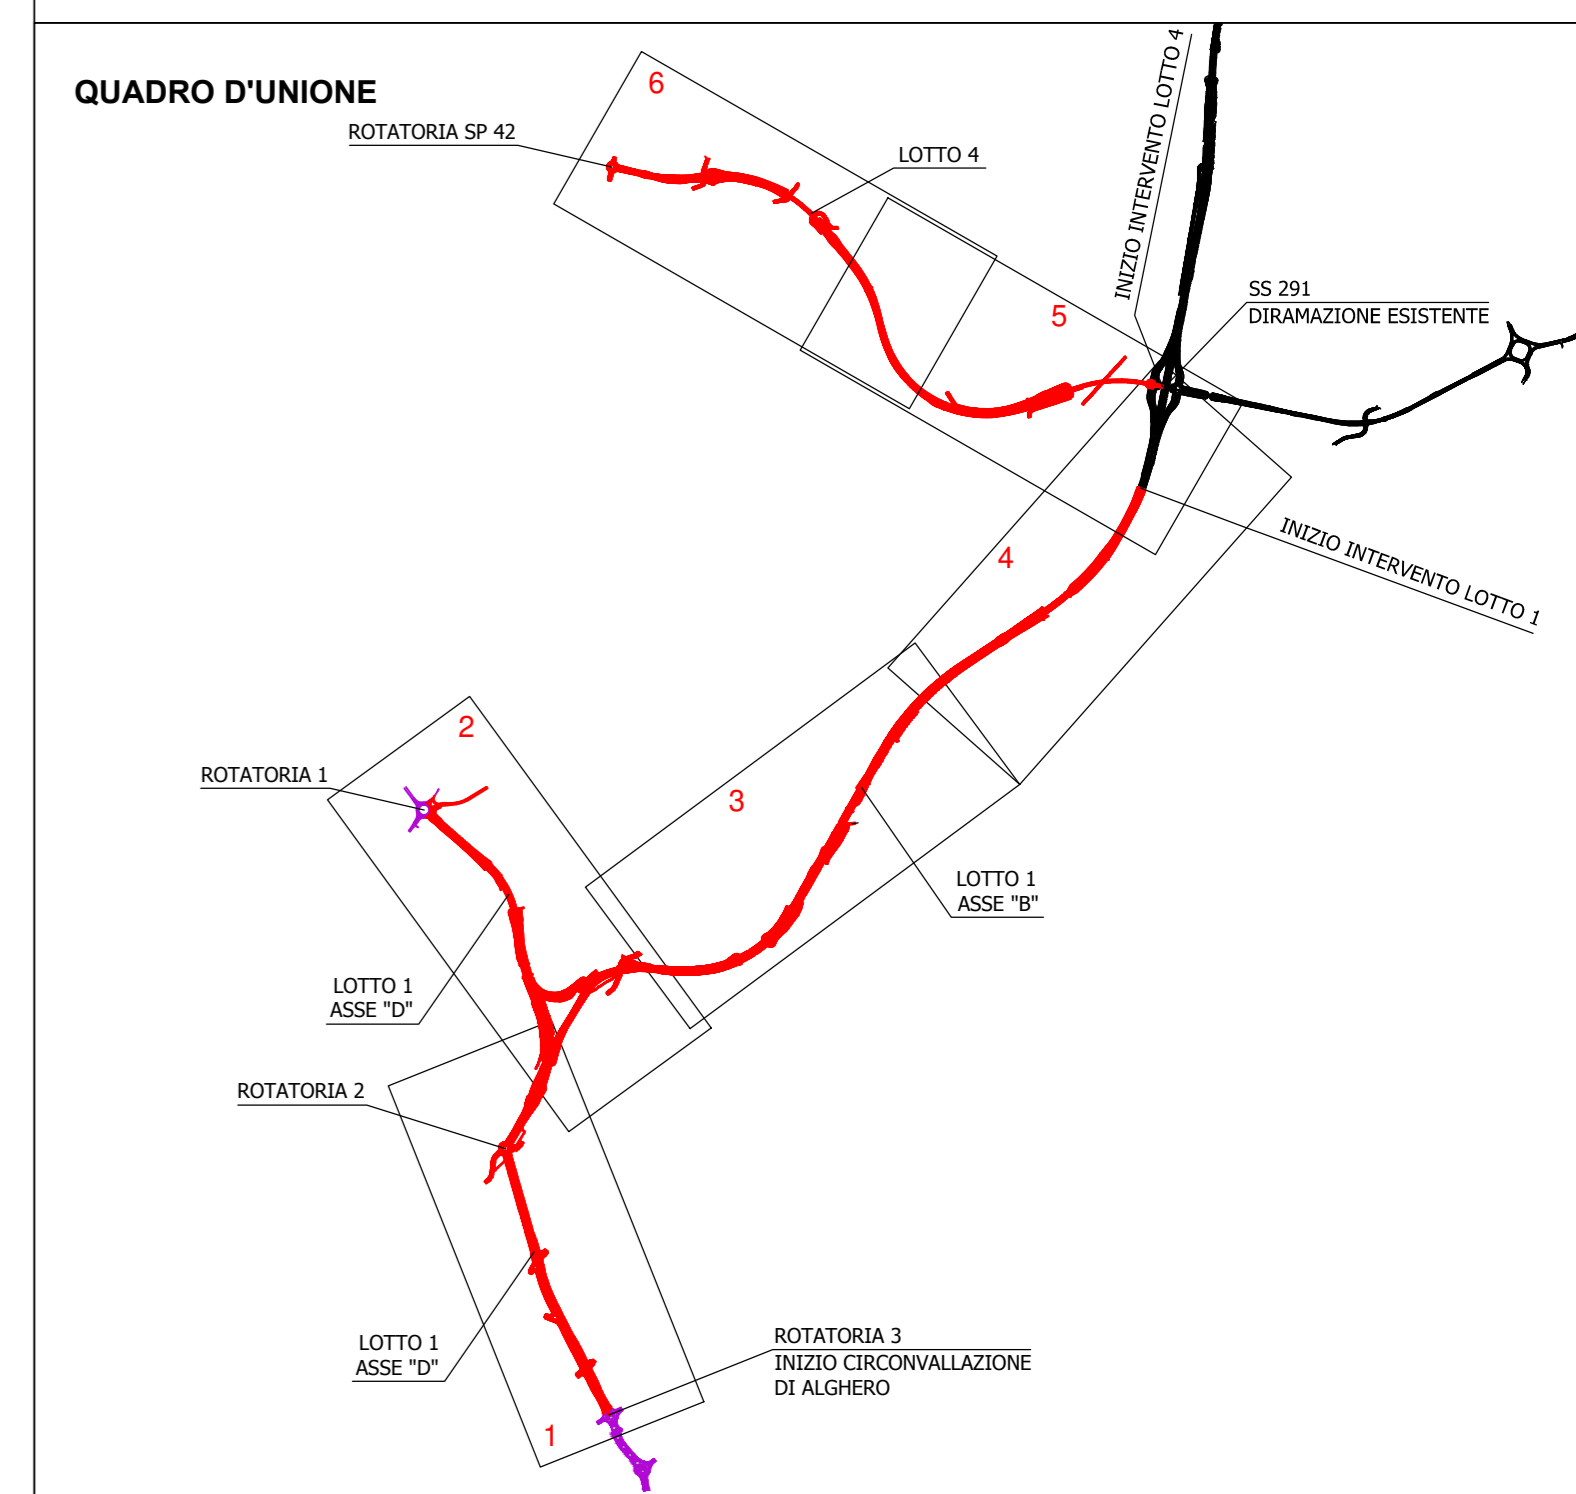 QUADRO D'UNIONE
6
ROTATORIA SP 42
LOTTO 4
INIZIO INTERVENTO LOTTO 4
SS 291
DIRAMAZIONE ESISTENTE
5
4
INIZIO INTERVENTO LOTTO 1
2
ROTATORIA 1
3
LOTTO 1
ASSE "B"
LOTTO 1
ASSE "D"
ROTATORIA 2
LOTTO 1
ASSE "D"
ROTATORIA 3
INIZIO CIRCONVALLAZIONE
DI ALGHERO
1